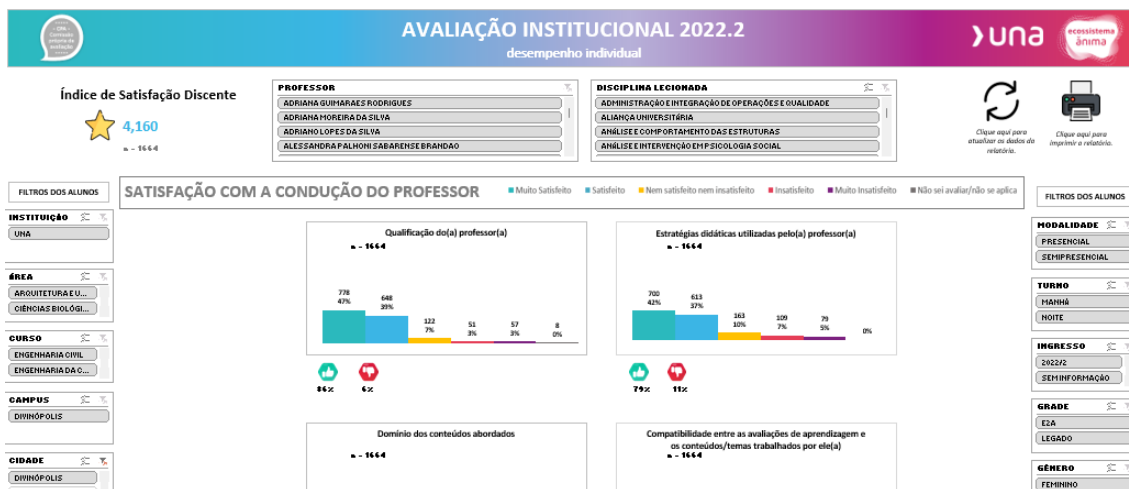 - CPA -
Comissão
própria de
avaliação
AVALIAÇÃO INSTITUCIONAL 2022.2
desempenho individual
una
ecossistema
ânima
Índice de Satisfação Discente
4,160
n - 1664
PROFESSOR
ADRIANA GUIMARAES RODRIGUES
ADRIANA MOREIRA DA SILVA
ADRIANO LOPES DA SILVA
ALESSANDRA PALHONI SABARENSE BRANDAO
DISCIPLINA LECIONADA
ADMINISTRAÇÃO E INTEGRAÇÃO DE OPERAÇÕES E QUALIDADE
ALIANÇA UNIVERSITÁRIA
ANÁLISE E COMPORTAMENTO DAS ESTRUTURAS
ANÁLISE E INTERVENÇÃO EM PSICOLOGIA SOCIAL
Clique aqui para
atualizar os dados do
relatório.
Clique aqui para
imprimir o relatório.
FILTROS DOS ALUNOS
SATISFAÇÃO COM A CONDUÇÃO DO PROFESSOR
Muito Satisfeito
Satisfeito
Nem satisfeito nem insatisfeito
Insatisfeito
Muito Insatisfeito
Não sei avaliar/não se aplica
FILTROS DOS ALUNOS
INSTITUIÇÃO
UNA
ÁREA
ARQUITETURA E U...
CIÊNCIAS BIOLÓGI...
CURSO
ENGENHARIA CIVIL
ENGENHARIA DA C...
CAMPUS
DIVINÓPOLIS
CIDADE
DIVINÓPOLIS
Qualificação do(a) professor(a)
n - 1664
778
47%
648
39%
122
7%
51
3%
57
3%
8
0%
86%
6%
Estratégias didáticas utilizadas pelo(a) professor(a)
n - 1664
700
42%
613
37%
163
10%
109
7%
79
5%
0%
79%
11%
Domínio dos conteúdos abordados
n - 1664
Compatibilidade entre as avaliações de aprendizagem e
os conteúdos/temas trabalhados por ele(a)
n - 1664
MODALIDADE
PRESENCIAL
SEMIPRESENCIAL
TURNO
MANHÃ
NOITE
INGRESSO
2022/2
SEM INFORMAÇÃO
GRADE
E2A
LEGADO
GÊNERO
FEMININO